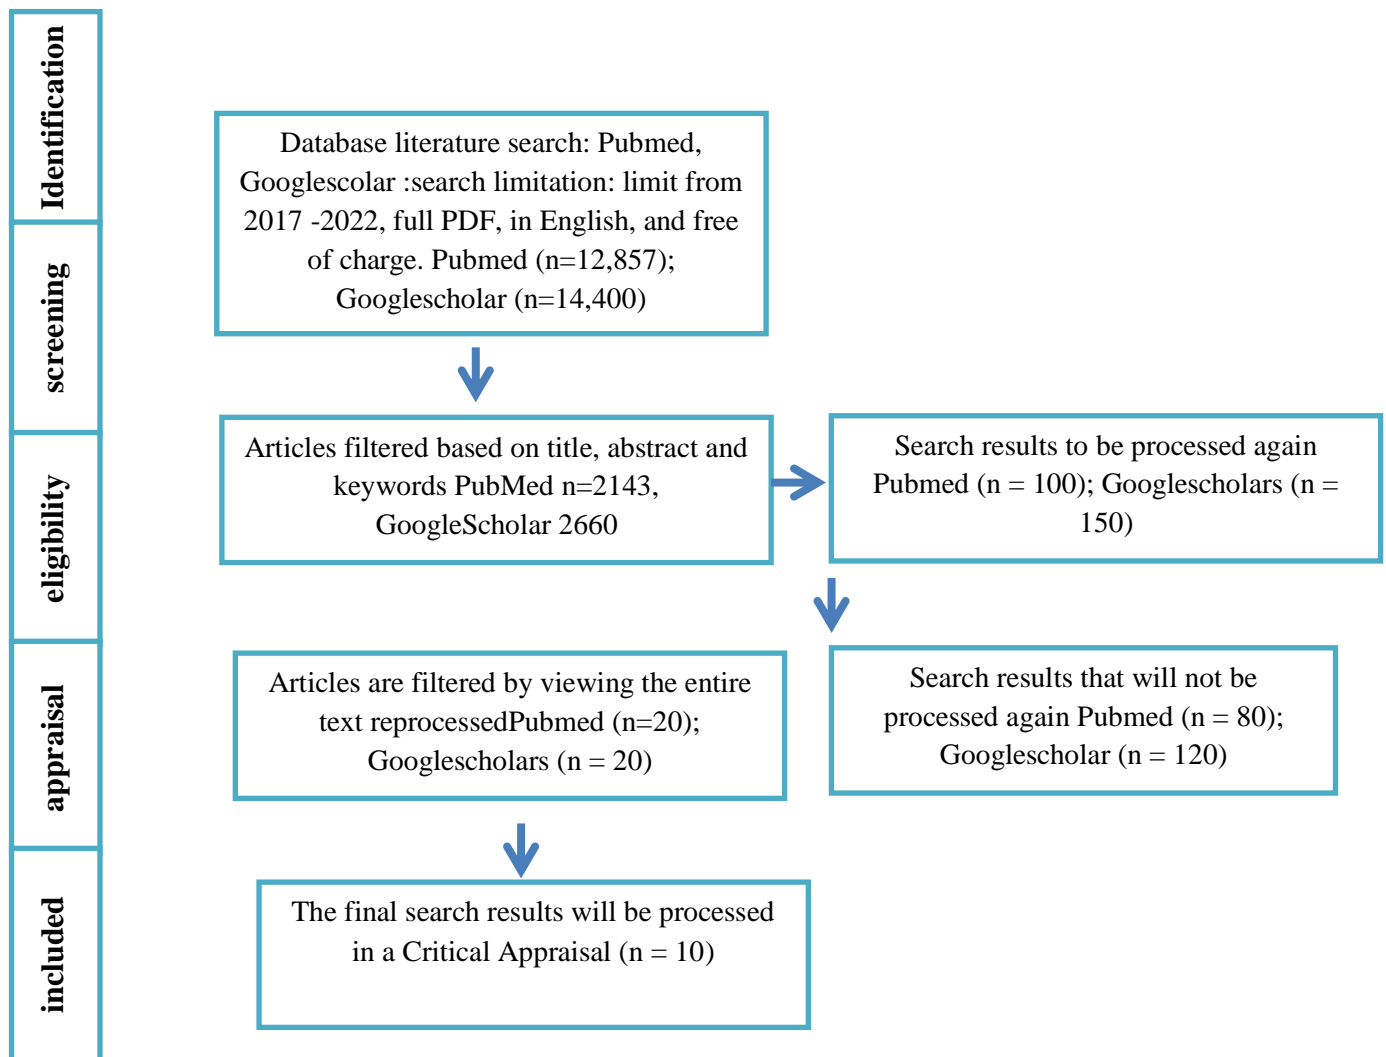 Identification
screening
eligibility
appraisal
included
Database literature search: Pubmed,
Googlescolar :search limitation: limit from
2017 -2022, full PDF, in English, and free
of charge. Pubmed (n=12,857);
Googlescholar (n=14,400)
Articles filtered based on title, abstract and
keywords PubMed n=2143,
GoogleScholar 2660
Search results to be processed again
Pubmed (n = 100); Googlescholars (n =
150)
Articles are filtered by viewing the entire
text reprocessedPubmed (n=20);
Googlescholars (n = 20)
Search results that will not be
processed again Pubmed (n = 80);
Googlescholar (n = 120)
The final search results will be processed
in a Critical Appraisal (n = 10)